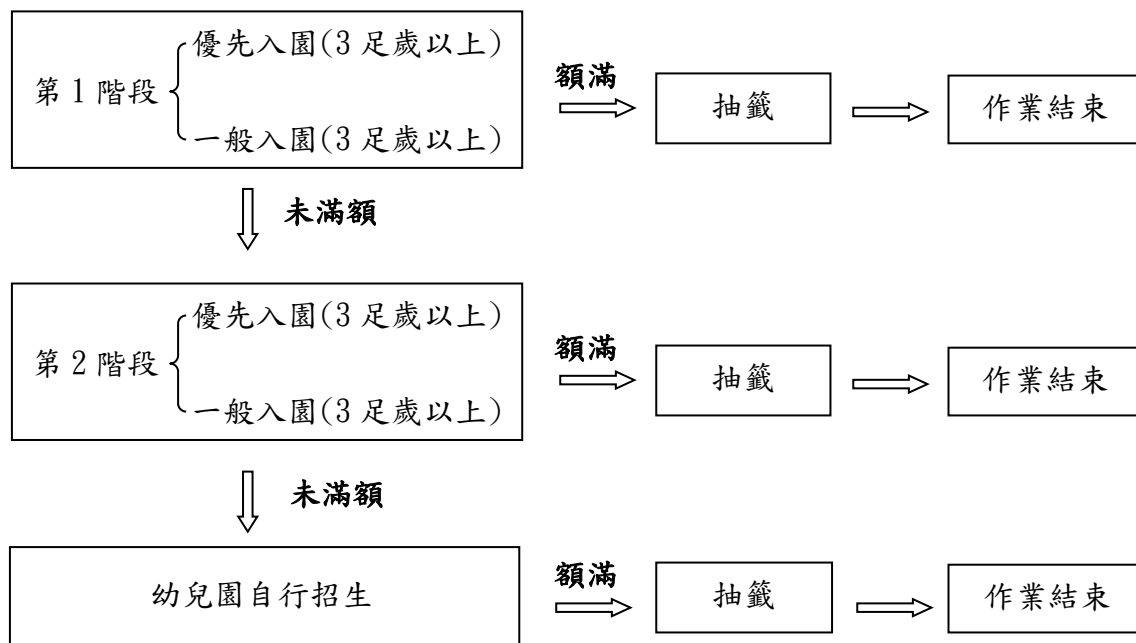 優先入園(3 足歲以上)
第 1 階段
一般入園(3 足歲以上)
額滿
抽籤
作業結束
未滿額
優先入園(3 足歲以上)
第 2 階段
一般入園(3 足歲以上)
額滿
抽籤
作業結束
未滿額
幼兒園自行招生
額滿
抽籤
作業結束